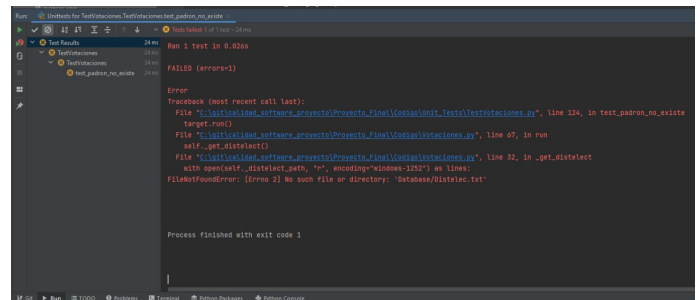 Run: Unittests for TestVotaciones.TestVotaciones.test_padron_no_existe ×
Tests failed: 1 of 1 test – 24 ms
Test Results 24 ms
TestVotaciones 24 ms
TestVotaciones 24 ms
test_padron_no_existe 24 ms
Ran 1 test in 0.026s
FAILED (errors=1)
Error
Traceback (most recent call last):
File "C:\git\calidad_software_proyecto\Proyecto_Final\Codigo\Unit_Tests\TestVotaciones.py", line 124, in test_padron_no_existe
target.run()
File "C:\git\calidad_software_proyecto\Proyecto_Final\Codigo\Votaciones.py", line 67, in run
self._get_distelect()
File "C:\git\calidad_software_proyecto\Proyecto_Final\Codigo\Votaciones.py", line 32, in _get_distelect
with open(self._distelect_path, "r", encoding="windows-1252") as lines:
FileNotFoundError: [Errno 2] No such file or directory: 'Database/Distelec.txt'
Process finished with exit code 1
Git Run TODO Problems Terminal Python Packages Python Console